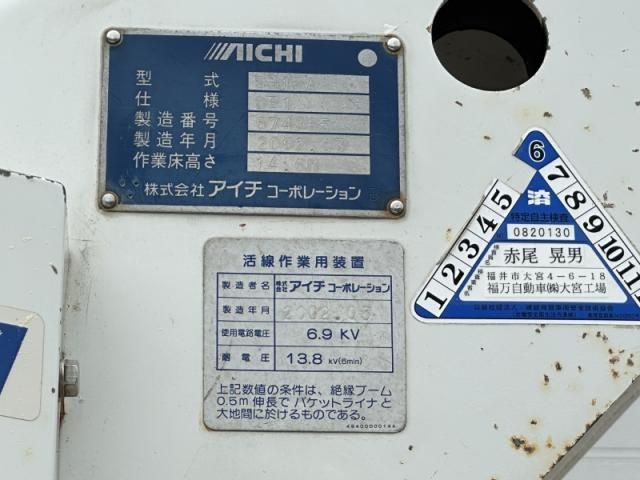 AICHI
型式
仕様
製造番号
製造年月 2002.03
作業床高さ 14.6M
株式会社 アイチ コーポレーション
活線作業用装置
製造者名 株式会社 アイチ コーポレーション
製造年月 2002.03
使用電路電圧 6.9 KV
耐電圧 13.8 kV(6min)
上記数値の条件は、絶縁ブーム
0.5m 伸長で バケットライナと
大地間に於けるものである。
1 2 3 4 5 6 7 8 9 10 11
済
特定自主検査
0820130
赤尾 晃男
福井市大宮4-6-18
福万自動車㈱大宮工場